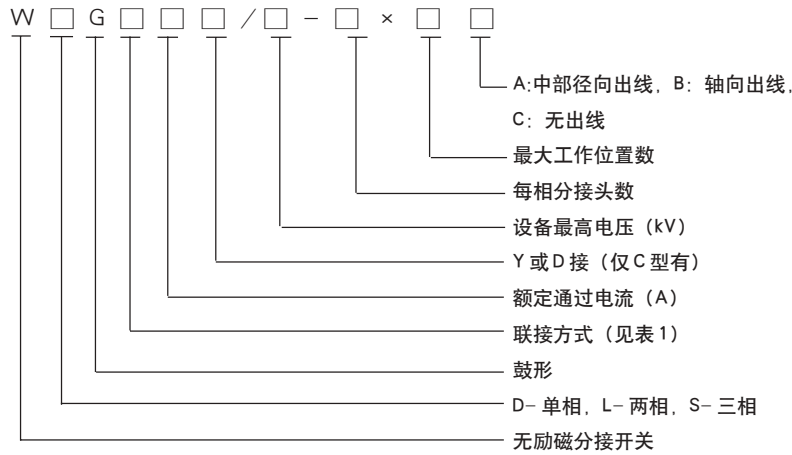 W □ G □ □ □ / □ - □ × □ □
A:中部径向出线，B：轴向出线，
C：无出线
最大工作位置数
每相分接头数
设备最高电压（kV）
Y 或 D 接（仅 C 型有）
额定通过电流（A）
联接方式（见表 1）
鼓形
D- 单相，L- 两相，S- 三相
无励磁分接开关